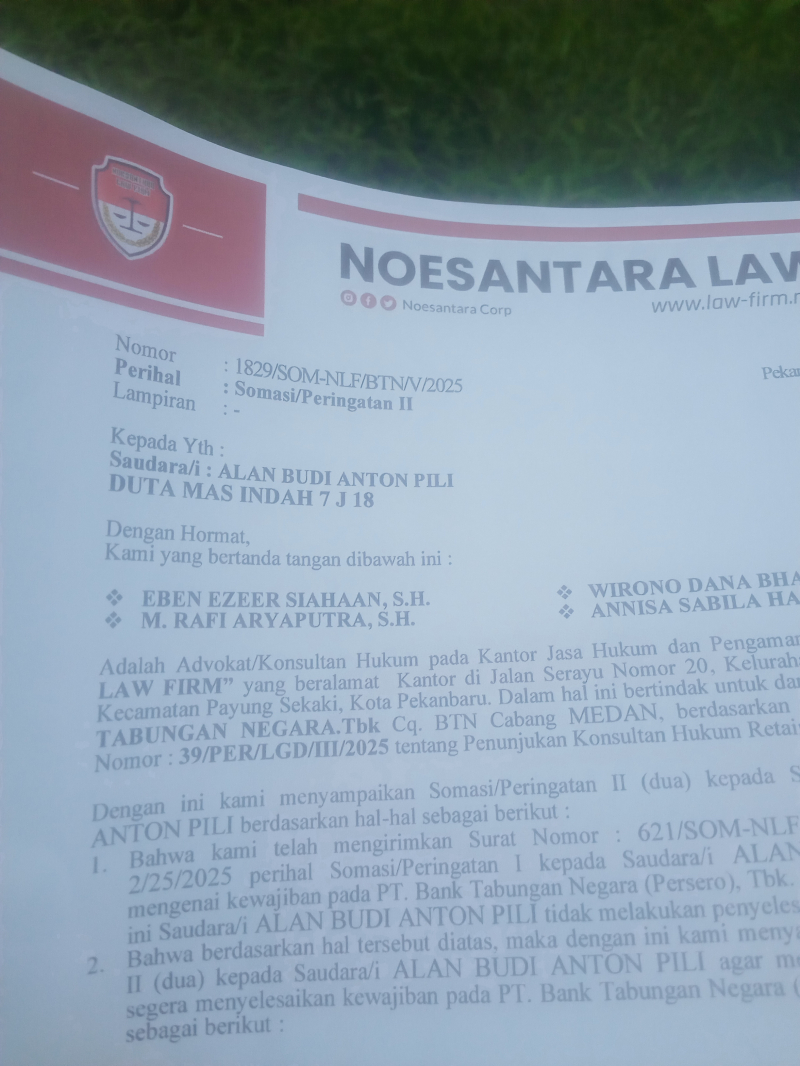 NOESANTARA LAW
Noesantara Corp
www.law-firm.
Nomor : 1829/SOM-NLF/BTN/V/2025
Perihal : Somasi/Peringatan II
Lampiran : -
Kepada Yth :
Saudara/i : ALAN BUDI ANTON PILI
DUTA MAS INDAH 7 J 18
Dengan Hormat,
Kami yang bertanda tangan dibawah ini :
❖ EBEN EZEER SIAHAAN, S.H.
❖ WIRONO DANA
❖ M. RAFI ARYAPUTRA, S.H.
❖ ANNISA SABILA
Adalah Advokat/Konsultan Hukum pada Kantor Jasa Hukum dan
LAW FIRM” yang beralamat Kantor di Jalan Serayu Nomor 20,
Kecamatan Payung Sekaki, Kota Pekanbaru. Dalam hal ini bertindak untuk
TABUNGAN NEGARA.Tbk Cq. BTN Cabang MEDAN, berdasarkan
Nomor : 39/PER/LGD/III/2025 tentang Penunjukan Konsultan Hukum
Dengan ini kami menyampaikan Somasi/Peringatan II (dua) kepada
ANTON PILI berdasarkan hal-hal sebagai berikut :
1. Bahwa kami telah mengirimkan Surat Nomor : 621/SOM-NLF
2/25/2025 perihal Somasi/Peringatan I kepada Saudara/i ALAN
mengenai kewajiban pada PT. Bank Tabungan Negara (Persero), Tbk.
ini Saudara/i ALAN BUDI ANTON PILI tidak melakukan
2. Bahwa berdasarkan hal tersebut diatas, maka dengan ini kami
II (dua) kepada Saudara/i ALAN BUDI ANTON PILI agar
segera menyelesaikan kewajiban pada PT. Bank Tabungan Negara (
sebagai berikut :